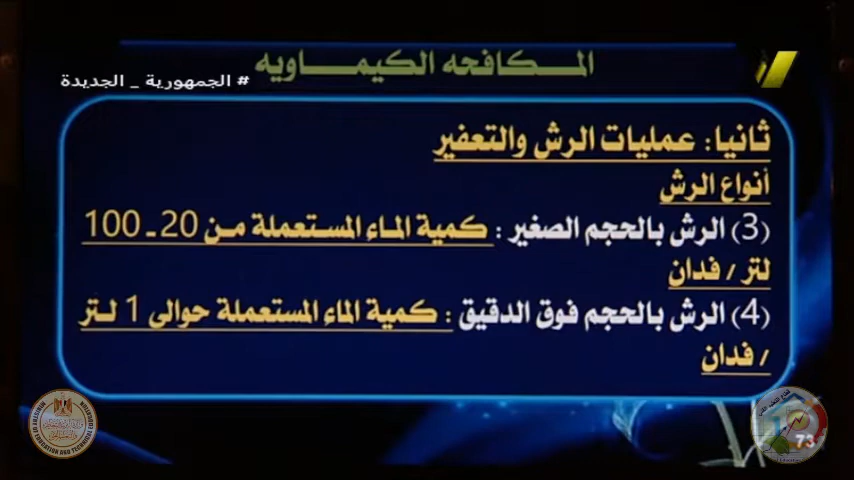 المكافحه الكيماويه
# الجمهورية _ الجديدة
ثانيا: عمليات الرش والتعفير
أنواع الرش
(3) الرش بالحجم الصغير : كمية الماء المستعملة من 20 ـ 100
لتر / فدان
(4) الرش بالحجم فوق الدقيق : كمية الماء المستعملة حوالى 1 لتر
/ فدان
73